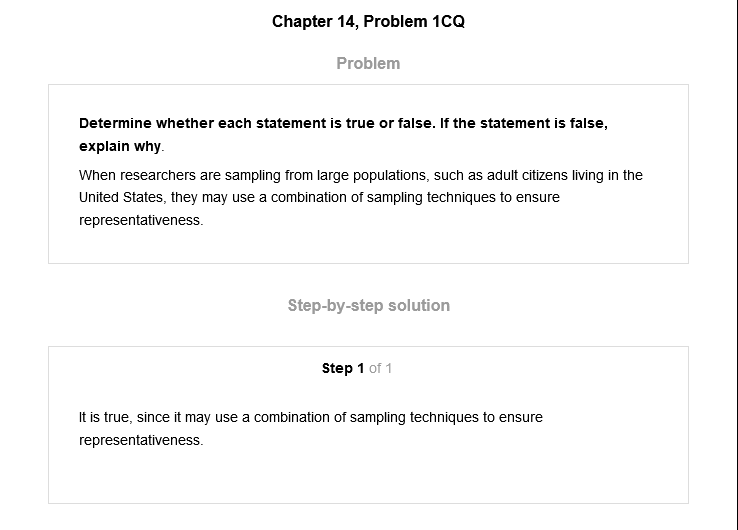 Chapter 14, Problem 1CQ
Problem
Determine whether each statement is true or false. If the statement is false,
explain why.
When researchers are sampling from large populations, such as adult citizens living in the
United States, they may use a combination of sampling techniques to ensure
representativeness.
Step-by-step solution
Step 1 of 1
It is true, since it may use a combination of sampling techniques to ensure
representativeness.